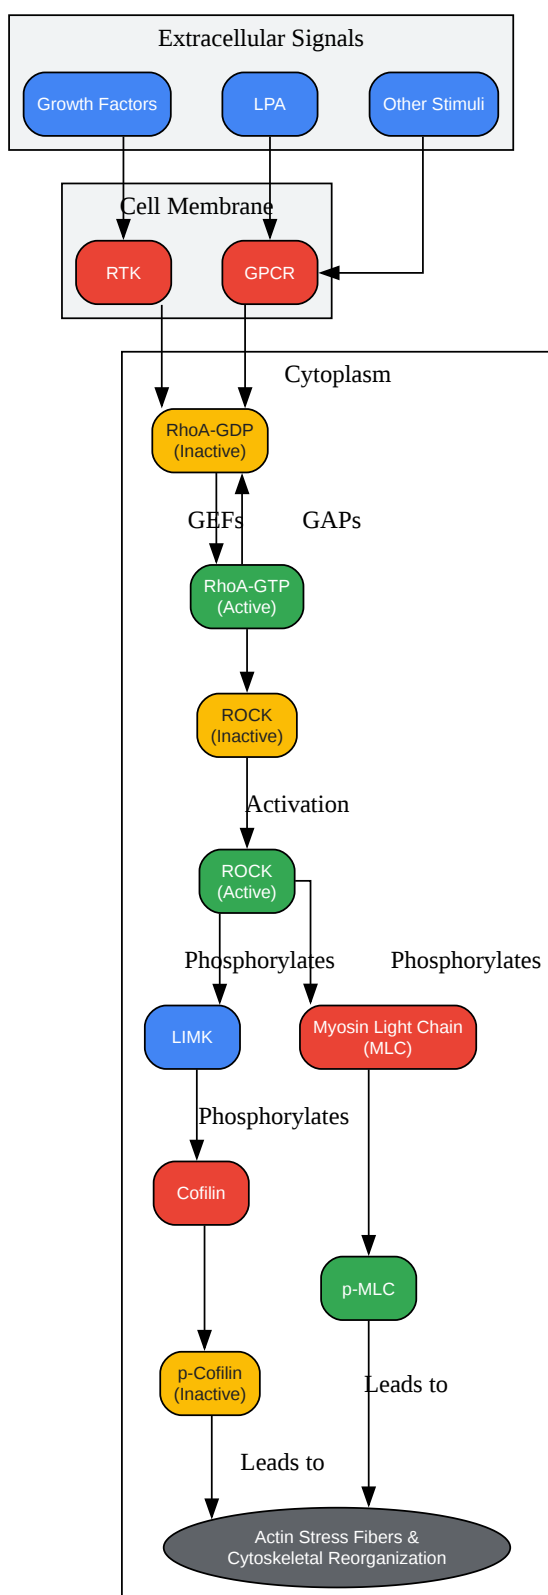 Extracellular Signals
Growth Factors
LPA
Other Stimuli
Cell Membrane
RTK
GPCR
Cytoplasm
RhoA-GDP
(Inactive)
GEFs
GAPs
RhoA-GTP
(Active)
ROCK
(Inactive)
Activation
ROCK
(Active)
Phosphorylates
Phosphorylates
LIMK
Myosin Light Chain
(MLC)
Phosphorylates
Cofilin
p-MLC
p-Cofilin
(Inactive)
Leads to
Leads to
Actin Stress Fibers &
Cytoskeletal Reorganization